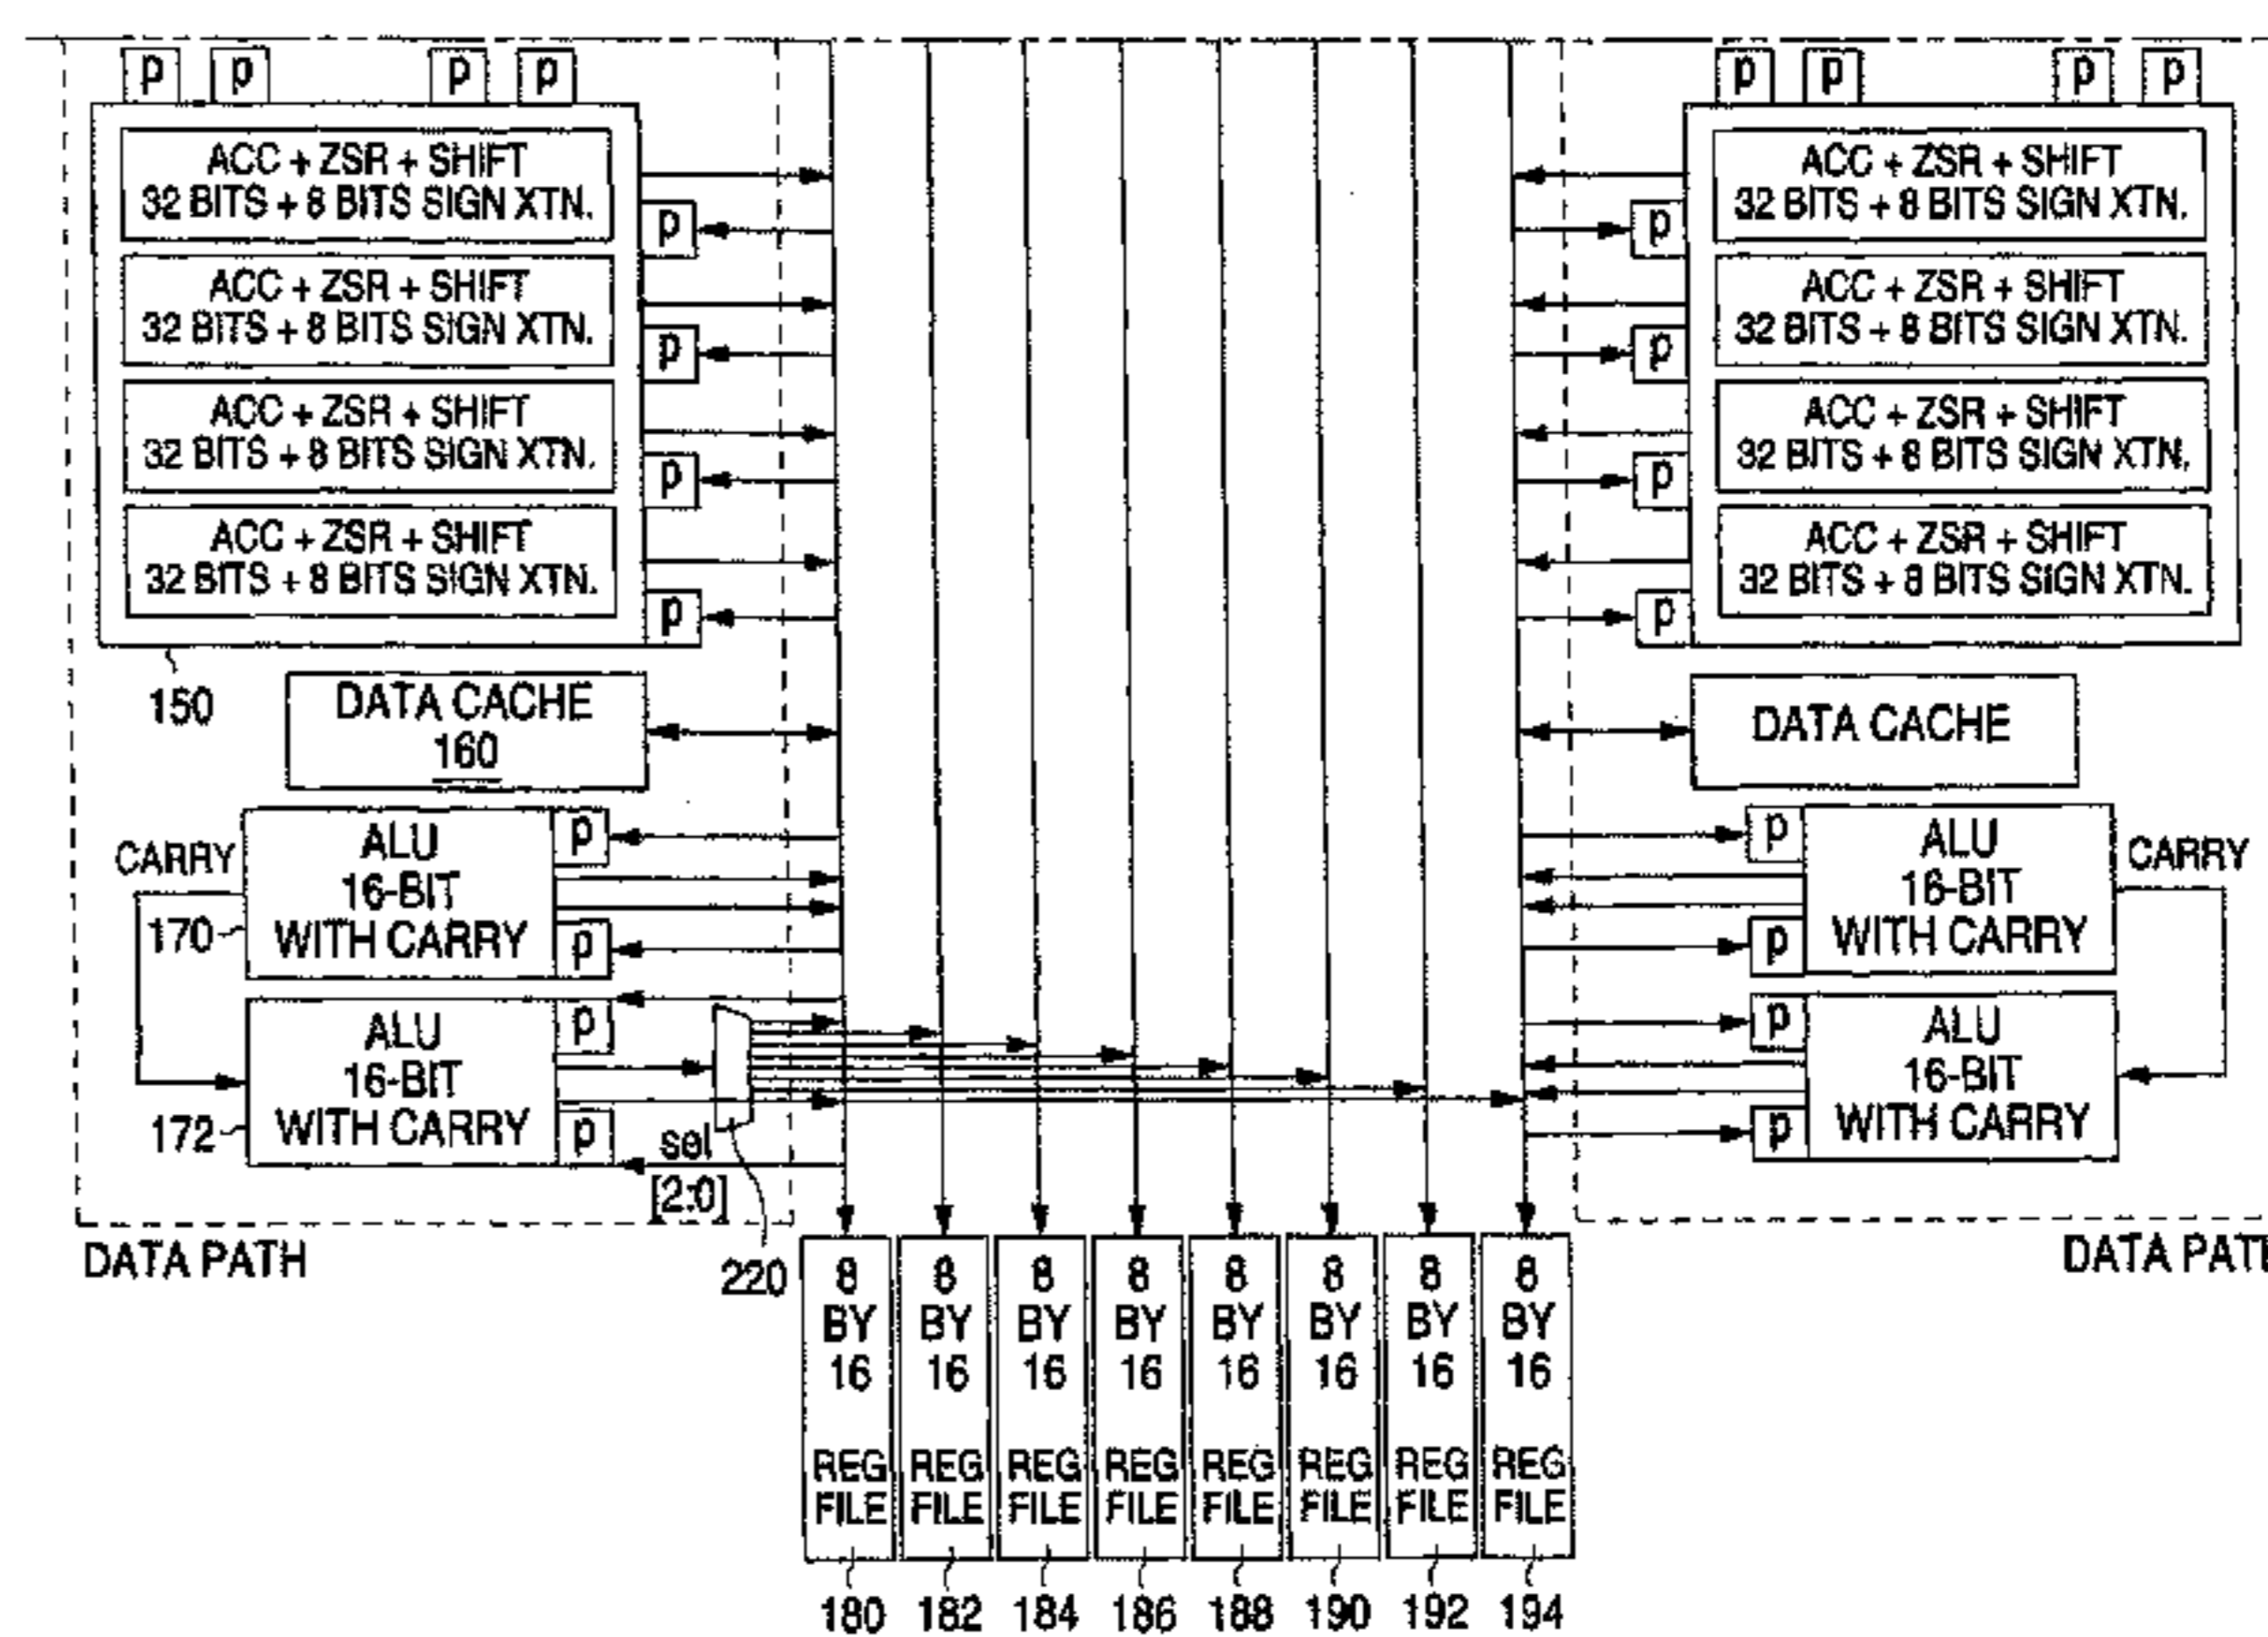 p p p p
ACC + ZSR + SHIFT
32 BITS + 8 BITS SIGN XTN.
p
ACC + ZSR + SHIFT
32 BITS + 8 BITS SIGN XTN.
p
ACC + ZSR + SHIFT
32 BITS + 8 BITS SIGN XTN.
p
ACC + ZSR + SHIFT
32 BITS + 8 BITS SIGN XTN.
p
150
DATA CACHE
160
CARRY
ALU
16-BIT
WITH CARRY
p
p
170
ALU
16-BIT
WITH CARRY
p
p
172
sel
[2:0]
220
DATA PATH
p p p p
ACC + ZSR + SHIFT
32 BITS + 8 BITS SIGN XTN.
p
ACC + ZSR + SHIFT
32 BITS + 8 BITS SIGN XTN.
p
ACC + ZSR + SHIFT
32 BITS + 8 BITS SIGN XTN.
p
ACC + ZSR + SHIFT
32 BITS + 8 BITS SIGN XTN.
p
DATA CACHE
p
p
ALU
16-BIT
WITH CARRY
CARRY
p
p
ALU
16-BIT
WITH CARRY
DATA
8 8 8 8 8 8 8 8
BY BY BY BY BY BY BY BY
16 16 16 16 16 16 16 16
REG REG REG REG REG REG REG REG
FILE FILE FILE FILE FILE FILE FILE FILE
180 182 184 186 188 190 192 194